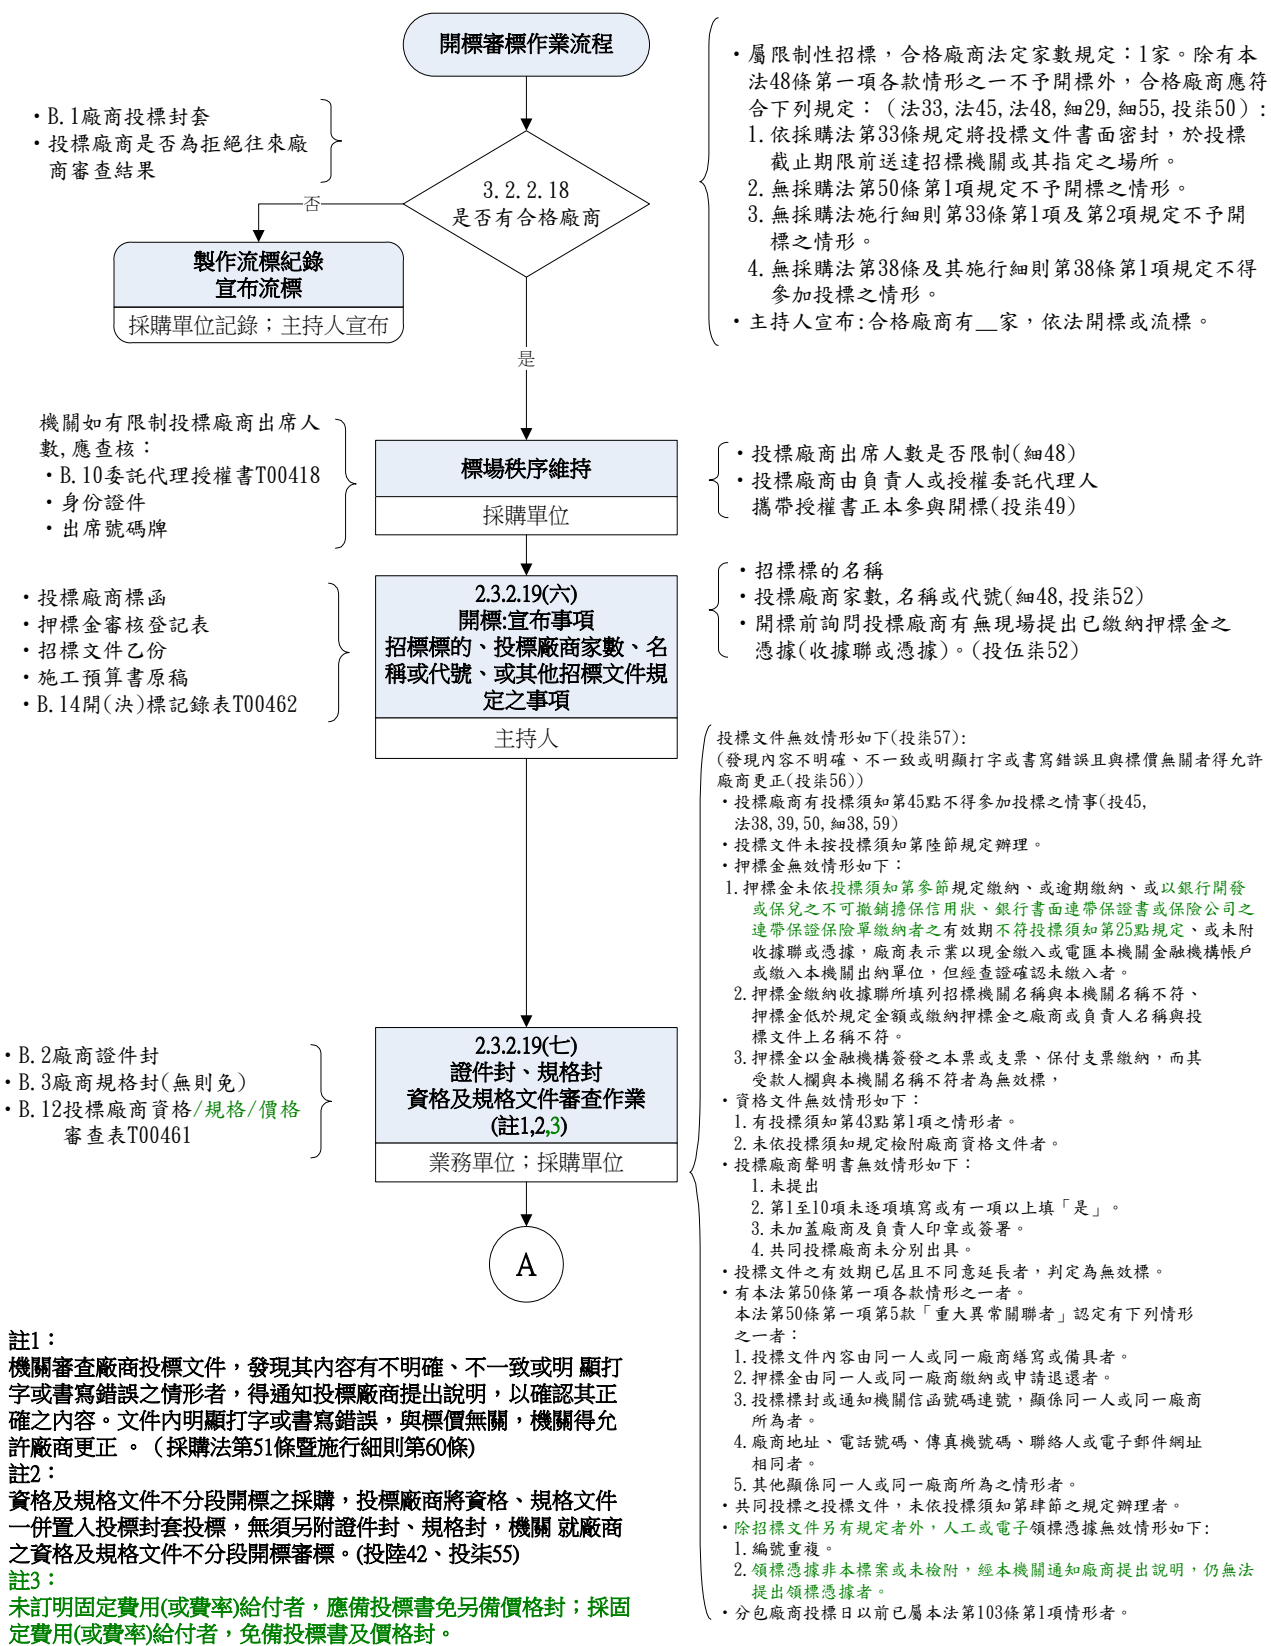 開標審標作業流程
・B.1廠商投標封套
・投標廠商是否為拒絕往來廠
商審查結果
3.2.2.18
是否有合格廠商
否
製作流標紀錄
宣布流標
採購單位記錄；主持人宣布
是
・屬限制性招標，合格廠商法定家數規定：1家。除有本
法48條第一項各款情形之一不予開標外，合格廠商應符
合下列規定：（法33,法45,法48,細29,細55,投柒50）:
1.依採購法第33條規定將投標文件書面密封，於投標
截止期限前送達招標機關或其指定之場所。
2.無採購法第50條第1項規定不予開標之情形。
3.無採購法施行細則第33條第1項及第2項規定不予開
標之情形。
4.無採購法第38條及其施行細則第38條第1項規定不得
參加投標之情形。
・主持人宣布:合格廠商有__家，依法開標或流標。
機關如有限制投標廠商出席人
數,應查核：
・B.10委託代理授權書T00418
・身份證件
・出席號碼牌
標場秩序維持
採購單位
・投標廠商出席人數是否限制(細48)
・投標廠商由負責人或授權委託代理人
攜帶授權書正本參與開標(投柒49)
・投標廠商標函
・押標金審核登記表
・招標文件乙份
・施工預算書原稿
・B.14開(決)標記錄表T00462
2.3.2.19(六)
開標:宣布事項
招標標的、投標廠商家數、名
稱或代號、或其他招標文件規
定之事項
主持人
・招標標的名稱
・投標廠商家數,名稱或代號(細48,投柒52)
・開標前詢問投標廠商有無現場提出已繳納押標金之
憑據(收據聯或憑據)。(投伍柒52)
・B.2廠商證件封
・B.3廠商規格封(無則免)
・B.12投標廠商資格/規格/價格
審查表T00461
2.3.2.19(七)
證件封、規格封
資格及規格文件審查作業
(註1,2,3)
業務單位；採購單位
A
投標文件無效情形如下(投柒57):
(發現內容不明確、不一致或明顯打字或書寫錯誤且與標價無關者得允許
廠商更正(投柒56))
・投標廠商有投標須知第45點不得參加投標之情事(投45,
法38,39,50,細38,59)
・投標文件未按投標須知第陸節規定辦理。
・押標金無效情形如下：
1.押標金未依投標須知第參節規定繳納、或逾期繳納、或以銀行開發
或保兌之不可撤銷擔保信用狀、銀行書面連帶保證書或保險公司之
連帶保證保險單繳納者之有效期不符投標須知第25點規定、或未附
收據聯或憑據，廠商表示業以現金繳入或電匯本機關金融機構帳戶
或繳入本機關出納單位，但經查證確認未繳入者。
2.押標金繳納收據聯所填列招標機關名稱與本機關名稱不符、
押標金低於規定金額或繳納押標金之廠商或負責人名稱與投
標文件上名稱不符。
3.押標金以金融機構簽發之本票或支票、保付支票繳納，而其
受款人欄與本機關名稱不符者為無效標，
・資格文件無效情形如下：
1.有投標須知第43點第1項之情形者。
2.未依投標須知規定檢附廠商資格文件者。
・投標廠商聲明書無效情形如下：
1.未提出
2.第1至10項未逐項填寫或有一項以上填「是」。
3.未加蓋廠商及負責人印章或簽署。
4.共同投標廠商未分別出具。
・投標文件之有效期已屆且不同意延長者，判定為無效標。
・有本法第50條第一項各款情形之一者。
本法第50條第一項第5款「重大異常關聯者」認定有下列情形
之一者：
1.投標文件內容由同一人或同一廠商繕寫或備具者。
2.押標金由同一人或同一廠商繳納或申請退還者。
3.投標標封或通知機關信函號碼連號，顯係同一人或同一廠商
所為者。
4.廠商地址、電話號碼、傳真機號碼、聯絡人或電子郵件網址
相同者。
5.其他顯係同一人或同一廠商所為之情形者。
・共同投標之投標文件，未依投標須知第肆節之規定辦理者。
・除招標文件另有規定者外，人工或電子領標憑據無效情形如下:
1.編號重複。
2.領標憑據非本標案或未檢附，經本機關通知廠商提出說明，仍無法
提出領標憑據者。
・分包廠商投標日以前已屬本法第103條第1項情形者。
註1：
機關審查廠商投標文件，發現其內容有不明確、不一致或明 顯打
字或書寫錯誤之情形者，得通知投標廠商提出說明，以確認其正
確之內容。文件內明顯打字或書寫錯誤，與標價無關，機關得允
許廠商更正 。（採購法第51條暨施行細則第60條)
註2：
資格及規格文件不分段開標之採購，投標廠商將資格、規格文件
一併置入投標封套投標，無須另附證件封、規格封，機關 就廠商
之資格及規格文件不分段開標審標。(投陸42、投柒55)
註3：
未訂明固定費用(或費率)給付者，應備投標書免另備價格封；採固
定費用(或費率)給付者，免備投標書及價格封。